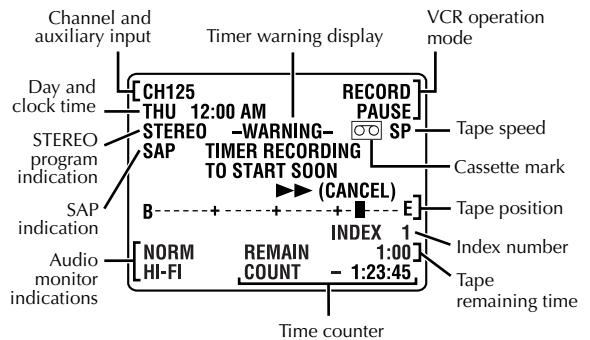 Channel and
auxiliary input
Timer warning display
VCR operation
mode
Day and
clock time
STEREO
program
indication
SAP
indication
Audio
monitor
indications
CH125
RECORD
THU 12:00 AM
PAUSE
STEREO –WARNING– SP
SAP TIMER RECORDING
TO START SOON
►► (CANCEL)
B-----+-----+-----+--■---E
INDEX 1
NORM REMAIN 1:00
HI-FI COUNT – 1:23:45
Tape speed
Cassette mark
Tape position
Index number
Tape
remaining time
Time counter